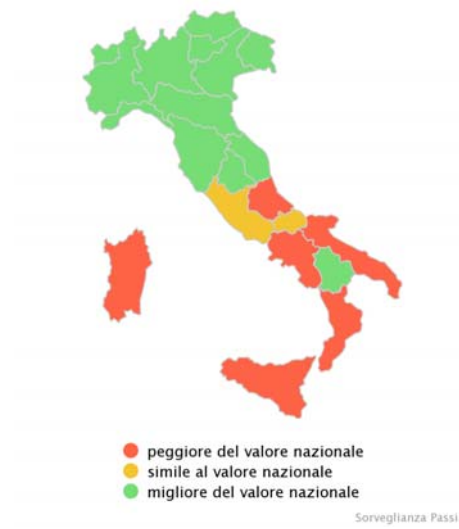 peggiore del valore nazionale
simile al valore nazionale
migliore del valore nazionale
Sorveglianza Passi